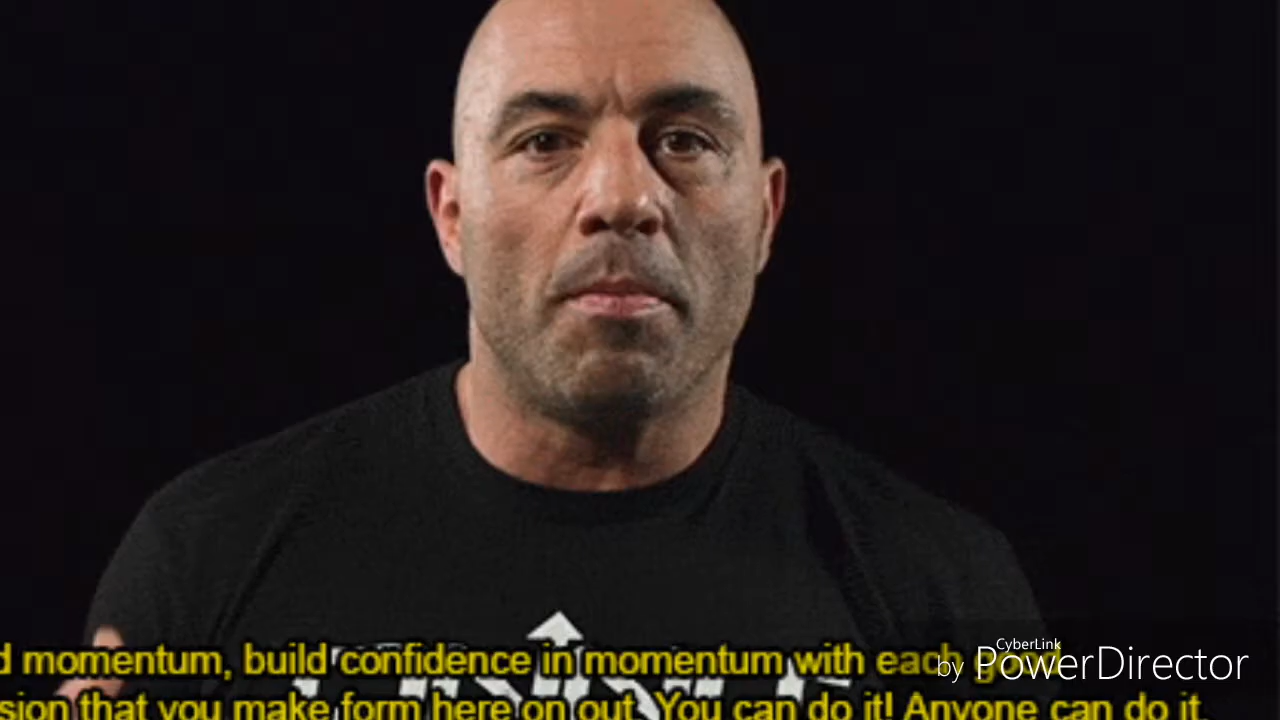 momentum, build confidence in momentum with each
that you make form here on out. You can do it! Anyone can do it
CyberLink
by PowerDirector